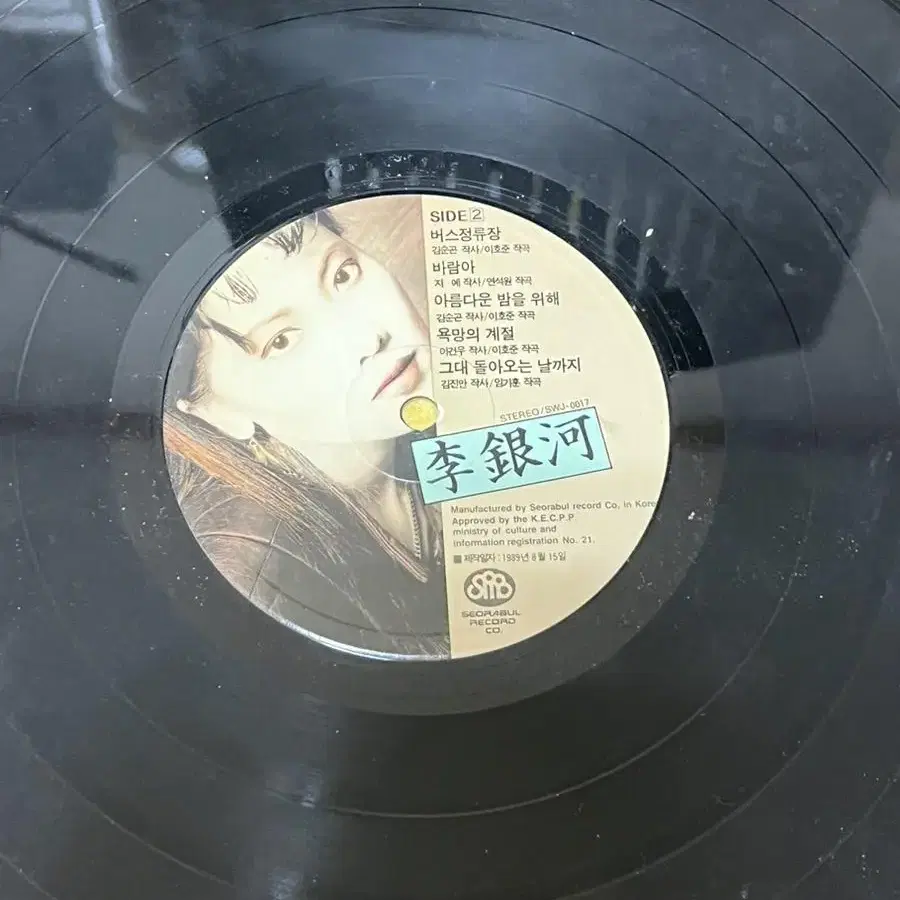 SIDE 2
버스정류장
김순곤 작사/이호준 작곡
바람아
지 예 작사/연석원 작곡
아름다운 밤을 위해
김순곤 작사/이호준 작곡
욕망의 계절
이건우 작사/이호준 작곡
그대 돌아오는 날까지
김진만 작사/임기훈 작곡
STEREO/SWJ-0017
李銀河
Manufactured by Seorabul record Co, in Kore
Approved by the K.E.C.P.P.
ministry of culture and
information registration No. 21.
■ 제작일자 : 1989년 8월 15일
SRB
SEORABUL
RECORD
CO.